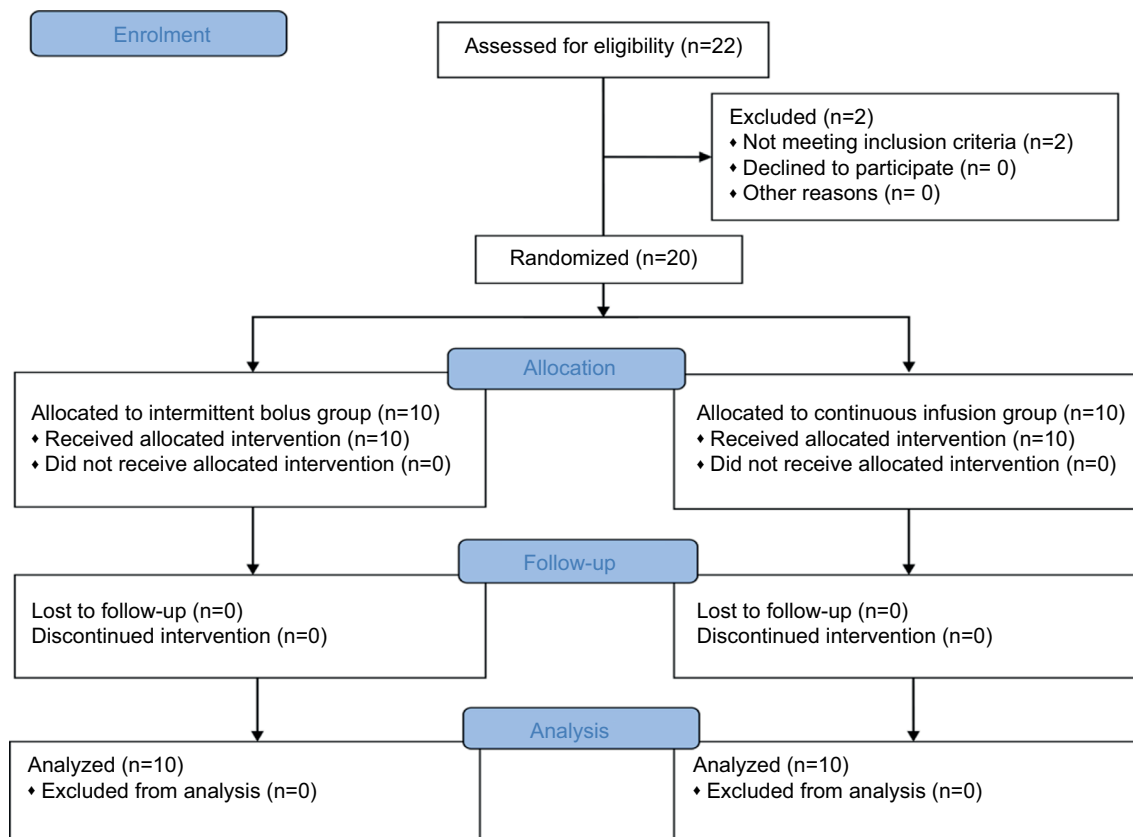 Enrolment
Assessed for eligibility (n=22)
Excluded (n=2)
♦ Not meeting inclusion criteria (n=2)
♦ Declined to participate (n= 0)
♦ Other reasons (n= 0)
Randomized (n=20)
Allocation
Allocated to intermittent bolus group (n=10)
♦ Received allocated intervention (n=10)
♦ Did not receive allocated intervention (n=0)
Allocated to continuous infusion group (n=10)
♦ Received allocated intervention (n=10)
♦ Did not receive allocated intervention (n=0)
Follow-up
Lost to follow-up (n=0)
Discontinued intervention (n=0)
Lost to follow-up (n=0)
Discontinued intervention (n=0)
Analysis
Analyzed (n=10)
♦ Excluded from analysis (n=0)
Analyzed (n=10)
♦ Excluded from analysis (n=0)